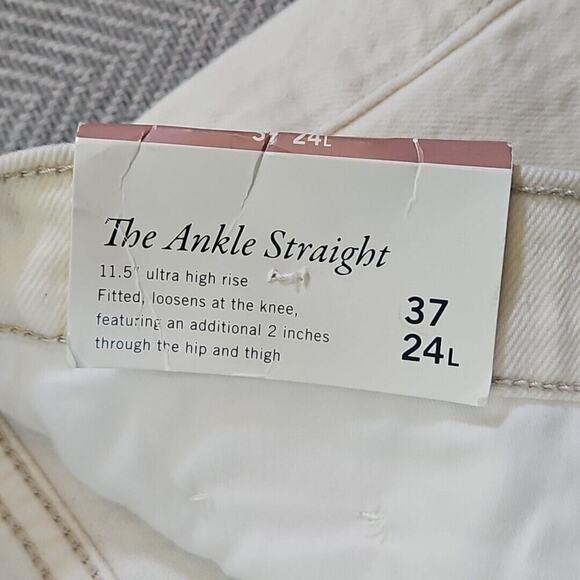 37 24L
The Ankle Straight
11.5" ultra high rise
Fitted, loosens at the knee,
featuring an additional 2 inches
through the hip and thigh
37
24L